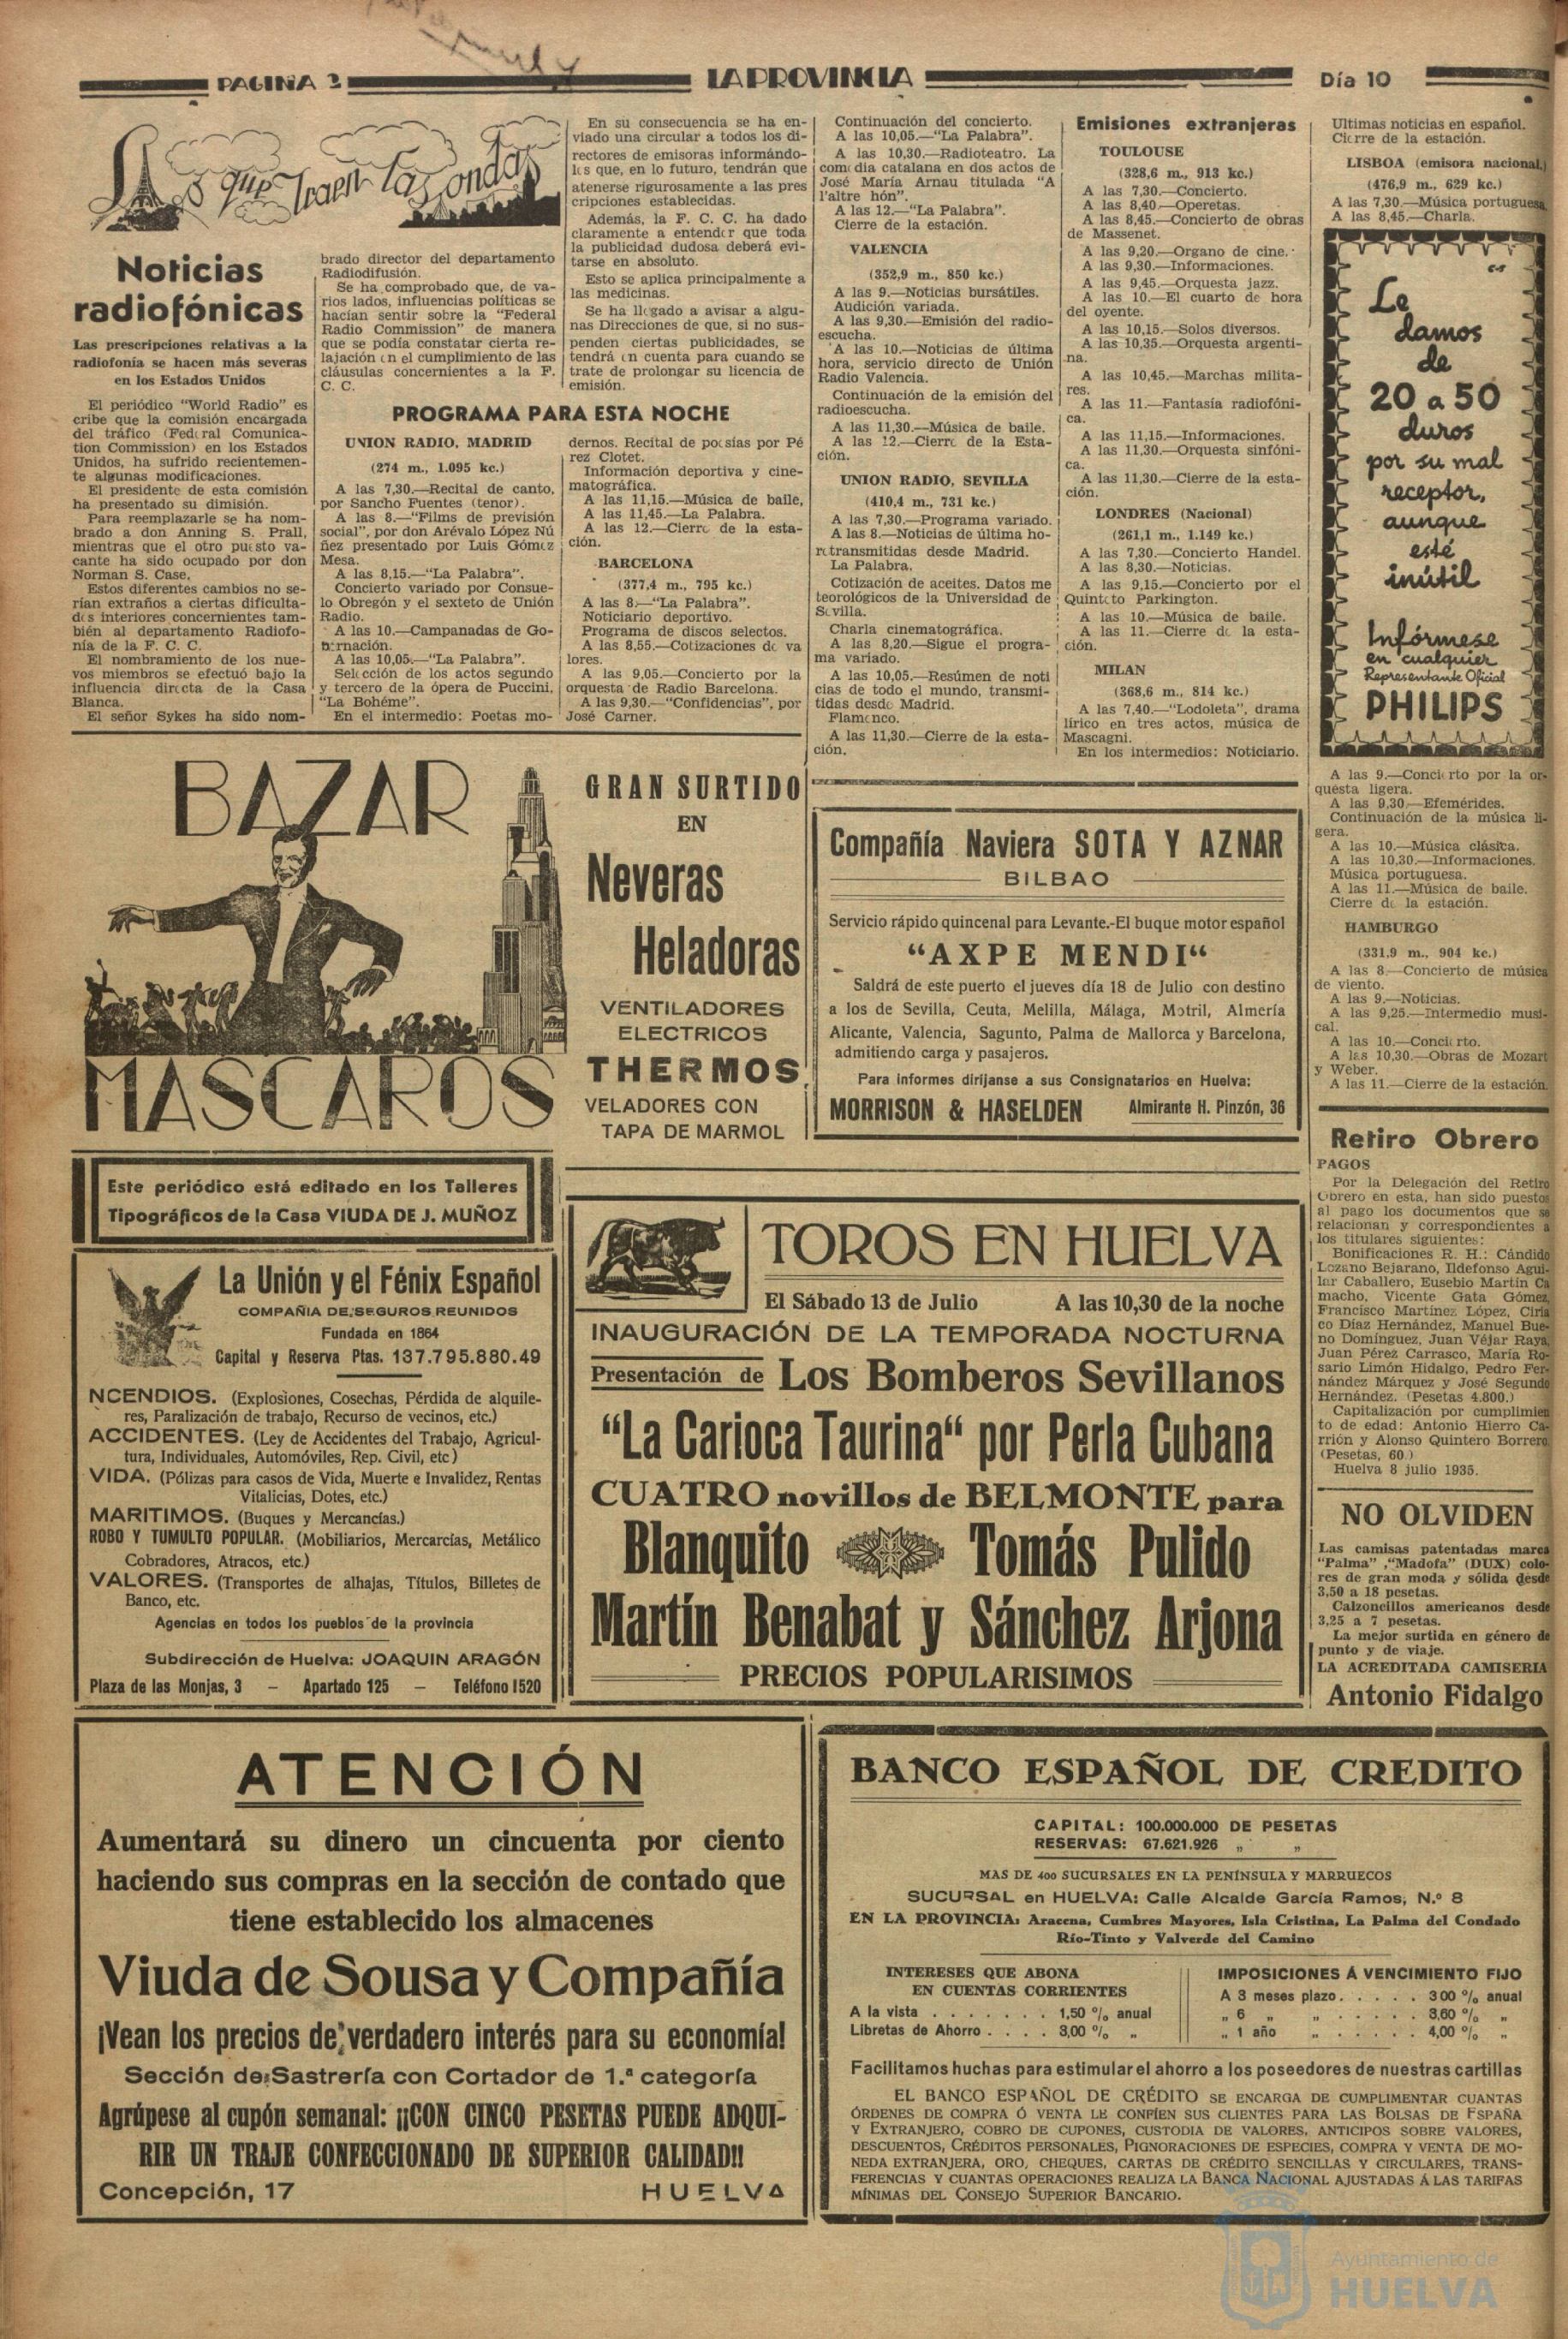 PAGINA 2
LA PROVINCIA
Día 10
Lo que traen las ondas
Noticias
radiofónicas
Las prescripciones relativas a la
radiofonía se hacen más severas
en los Estados Unidos
El periódico "World Radio" es
cribe que la comisión encargada
del tráfico (Federal Comunica-
tion Commission) en los Estados
Unidos, ha sufrido recientemen-
te algunas modificaciones.
El presidente de esta comisión
ha presentado su dimisión.
Para reemplazarle se ha nom-
brado a don Anning S. Prall,
mientras que el otro puesto va-
cante ha sido ocupado por don
Norman S. Case.
Estos diferentes cambios no se-
rían extraños a ciertas dificulta-
des interiores concernientes tam-
bién al departamento Radiofo-
nía de la F. C. C.
El nombramiento de los nue-
vos miembros se efectuó bajo la
influencia directa de la Casa
Blanca.
El señor Sykes ha sido nom-
brado director del departamento
Radiodifusión.
Se ha comprobado que, de va-
rios lados, influencias políticas se
hacían sentir sobre la "Federal
Radio Commission" de manera
que se podía constatar cierta re-
lajación en el cumplimiento de las
cláusulas concernientes a la F.
C. C.
En su consecuencia se ha en-
viado una circular a todos los di-
rectores de emisoras informándo-
les que, en lo futuro, tendrán que
atenerse rigurosamente a las pres
cripciones establecidas.
Además, la F. C. C. ha dado
claramente a entender que toda
la publicidad dudosa deberá evi-
tarse en absoluto.
Esto se aplica principalmente a
las medicinas.
Se ha llegado a avisar a algu-
nas Direcciones de que, si no sus-
penden ciertas publicidades, se
tendrá en cuenta para cuando se
trate de prolongar su licencia de
emisión.
PROGRAMA PARA ESTA NOCHE
UNION RADIO, MADRID
(274 m., 1.095 kc.)
A las 7,30.—Recital de canto,
por Sancho Fuentes (tenor).
A las 8.—"Films de previsión
social", por don Arévalo López Nú
ñez presentado por Luis Gómez
Mesa.
A las 8,15.—"La Palabra".
Concierto variado por Consue-
lo Obregón y el sexteto de Unión
Radio.
A las 10.—Campanadas de Go-
bernación.
A las 10,05.—"La Palabra".
Selección de los actos segundo
y tercero de la ópera de Puccini,
"La Bohéme".
En el intermedio: Poetas mo-
dernos. Recital de poesías por Pé
rez Clotet.
Información deportiva y cine-
matográfica.
A las 11,15.—Música de baile.
A las 11,45.—La Palabra.
A las 12.—Cierre de la esta-
ción.
BARCELONA
(377,4 m., 795 kc.)
A las 8.—"La Palabra".
Noticiario deportivo.
Programa de discos selectos.
A las 8,55.—Cotizaciones de va
lores.
A las 9,05.—Concierto por la
orquesta de Radio Barcelona.
A las 9,30.—"Confidencias", por
José Carner.
Continuación del concierto.
A las 10,05.—"La Palabra".
A las 10,30.—Radioteatro. La
comedia catalana en dos actos de
José María Arnau titulada "A
l'altre hón".
A las 12.—"La Palabra".
Cierre de la estación.
VALENCIA
(352,9 m., 850 kc.)
A las 9.—Noticias bursátiles.
Audición variada.
A las 9,30.—Emisión del radio-
escucha.
A las 10.—Noticias de última
hora, servicio directo de Unión
Radio Valencia.
Continuación de la emisión del
radioescucha.
A las 11,30.—Música de baile.
A las 12.—Cierre de la Esta-
ción.
UNION RADIO, SEVILLA
(410,4 m., 731 kc.)
A las 7,30.—Programa variado.
A las 8.—Noticias de última ho-
ra transmitidas desde Madrid.
La Palabra.
Cotización de aceites. Datos me
teorológicos de la Universidad de
Sevilla.
Charla cinematográfica.
A las 8,20.—Sigue el progra-
ma variado.
A las 10,05.—Resúmen de noti
cias de todo el mundo, transmi-
tidas desde Madrid.
Flamenco.
A las 11,30.—Cierre de la esta-
ción.
Emisiones extranjeras
TOULOUSE
(328,6 m., 913 kc.)
A las 7,30.—Concierto.
A las 8,40.—Operetas.
A las 8,45.—Concierto de obras
de Massenet.
A las 9,20.—Organo de cine.
A las 9,30.—Informaciones.
A las 9,45.—Orquesta jazz.
A las 10.—El cuarto de hora
del oyente.
A las 10,15.—Solos diversos.
A las 10,35.—Orquesta argenti-
na.
A las 10,45.—Marchas milita-
res.
A las 11.—Fantasía radiofóni-
ca.
A las 11,15.—Informaciones.
A las 11,30.—Orquesta sinfóni-
ca.
A las 11,30.—Cierre de la esta-
ción.
LONDRES (Nacional)
(261,1 m., 1.149 kc.)
A las 7,30.—Concierto Handel.
A las 8,30.—Noticias.
A las 9,15.—Concierto por el
Quinteto Parkington.
A las 10.—Música de baile.
A las 11.—Cierre de la esta-
ción.
MILAN
(368,6 m., 814 kc.)
A las 7,40.—"Lodoleta", drama
lírico en tres actos, música de
Mascagni.
En los intermedios: Noticiario.
Ultimas noticias en español.
Cierre de la estación.
LISBOA (emisora nacional)
(476,9 m., 629 kc.)
A las 7,30.—Música portuguesa.
A las 8,45.—Charla.
Le
damos
de
20 a 50
duros
por su mal
receptor,
aunque
esté
inútil
Infórmese
en cualquier
Representante Oficial
PHILIPS
A las 9.—Concierto por la or-
questa ligera.
A las 9,30.—Efemérides.
Continuación de la música li-
gera.
A las 10.—Música clásica.
A las 10,30.—Informaciones.
Música portuguesa.
A las 11.—Música de baile.
Cierre de la estación.
HAMBURGO
(331,9 m., 904 kc.)
A las 8.—Concierto de música
de viento.
A las 9.—Noticias.
A las 9,25.—Intermedio musi-
cal.
A las 10.—Concierto.
A las 10,30.—Obras de Mozart
y Weber.
A las 11.—Cierre de la estación.
BAZAR
MASCAROS
GRAN SURTIDO
EN
Neveras
Heladoras
VENTILADORES
ELECTRICOS
THERMOS
VELADORES CON
TAPA DE MARMOL
Compañía Naviera SOTA Y AZNAR
BILBAO
Servicio rápido quincenal para Levante.-El buque motor español
"AXPE MENDI"
Saldrá de este puerto el jueves día 18 de Julio con destino
a los de Sevilla, Ceuta, Melilla, Málaga, Motril, Almería
Alicante, Valencia, Sagunto, Palma de Mallorca y Barcelona,
admitiendo carga y pasajeros.
Para informes diríjanse a sus Consignatarios en Huelva:
MORRISON & HASELDEN Almirante H. Pinzón, 36
Retiro Obrero
PAGOS
Por la Delegación del Retiro
Obrero en esta, han sido puestos
al pago los documentos que se
relacionan y correspondientes a
los titulares siguientes:
Bonificaciones R. H.: Cándido
Lozano Bejarano, Ildefonso Agui-
lar Caballero, Eusebio Martín Ca
macho, Vicente Gata Gómez,
Francisco Martínez López, Ciria
co Díaz Hernández, Manuel Bue-
no Domínguez, Juan Véjar Raya,
Juan Pérez Carrasco, María Ro-
sario Limón Hidalgo, Pedro Fer-
nández Márquez y José Segundo
Hernández. (Pesetas 4.800.)
Capitalización por cumplimien
to de edad: Antonio Hierro Ca-
rrión y Alonso Quintero Borrero.
(Pesetas, 60.)
Huelva 8 julio 1935.
NO OLVIDEN
Las camisas patentadas marca
"Palma" ,"Madofa" (DUX) colo-
res de gran moda y sólida desde
3,50 a 18 pesetas.
Calzoncillos americanos desde
3,25 a 7 pesetas.
La mejor surtida en género de
punto y de viaje.
LA ACREDITADA CAMISERIA
Antonio Fidalgo
Este periódico está editado en los Talleres
Tipográficos de la Casa VIUDA DE J. MUÑOZ
La Unión y el Fénix Español
COMPAÑIA DE SEGUROS REUNIDOS
Fundada en 1864
Capital y Reserva Ptas. 137.795.880.49
NCENDIOS. (Explosiones, Cosechas, Pérdida de alquile-
res, Paralización de trabajo, Recurso de vecinos, etc.)
ACCIDENTES. (Ley de Accidentes del Trabajo, Agricul-
tura, Individuales, Automóviles, Rep. Civil, etc)
VIDA. (Pólizas para casos de Vida, Muerte e Invalidez, Rentas
Vitalicias, Dotes, etc.)
MARITIMOS. (Buques y Mercancías.)
ROBO Y TUMULTO POPULAR. (Mobiliarios, Mercarcías, Metálico
Cobradores, Atracos, etc.)
VALORES. (Transportes de alhajas, Títulos, Billetes de
Banco, etc.
Agencias en todos los pueblos de la provincia
Subdirección de Huelva: JOAQUIN ARAGÓN
Plaza de las Monjas, 3 — Apartado 125 — Teléfono 1520
TOROS EN HUELVA
El Sábado 13 de Julio A las 10,30 de la noche
INAUGURACIÓN DE LA TEMPORADA NOCTURNA
Presentación de Los Bomberos Sevillanos
"La Carioca Taurina" por Perla Cubana
CUATRO novillos de BELMONTE para
Blanquito Tomás Pulido
Martín Benabat y Sánchez Arjona
PRECIOS POPULARISIMOS
ATENCIÓN
Aumentará su dinero un cincuenta por ciento
haciendo sus compras en la sección de contado que
tiene establecido los almacenes
Viuda de Sousa y Compañía
¡Vean los precios de verdadero interés para su economía!
Sección de Sastrería con Cortador de 1.ª categoría
Agrúpese al cupón semanal: ¡¡CON CINCO PESETAS PUEDE ADQUI-
RIR UN TRAJE CONFECCIONADO DE SUPERIOR CALIDAD!!
Concepción, 17 HUELVA
BANCO ESPAÑOL DE CREDITO
CAPITAL: 100.000.000 DE PESETAS
RESERVAS: 67.621.926 „ „
MAS DE 400 SUCURSALES EN LA PENÍNSULA Y MARRUECOS
SUCURSAL en HUELVA: Calle Alcalde García Ramos, N.º 8
EN LA PROVINCIA: Aracena, Cumbres Mayores, Isla Cristina, La Palma del Condado
Río-Tinto y Valverde del Camino
INTERESES QUE ABONA
EN CUENTAS CORRIENTES
A la vista . . . . . . . 1,50 % anual
Libretas de Ahorro . . . . 3,00 % „
IMPOSICIONES Á VENCIMIENTO FIJO
A 3 meses plazo. . . . . 3 00 % anual
„ 6 „ „ . . . . . 3,60 % „
„ 1 año „ . . . . . 4,00 % „
Facilitamos huchas para estimular el ahorro a los poseedores de nuestras cartillas
EL BANCO ESPAÑOL DE CRÉDITO SE ENCARGA DE CUMPLIMENTAR CUANTAS
ÓRDENES DE COMPRA Ó VENTA LE CONFÍEN SUS CLIENTES PARA LAS BOLSAS DE ESPAÑA
Y EXTRANJERO, COBRO DE CUPONES, CUSTODIA DE VALORES, ANTICIPOS SOBRE VALORES,
DESCUENTOS, CRÉDITOS PERSONALES, PIGNORACIONES DE ESPECIES, COMPRA Y VENTA DE MO-
NEDA EXTRANJERA, ORO, CHEQUES, CARTAS DE CRÉDITO SENCILLAS Y CIRCULARES, TRANS-
FERENCIAS Y CUANTAS OPERACIONES REALIZA LA BANCA NACIONAL AJUSTADAS Á LAS TARIFAS
MÍNIMAS DEL CONSEJO SUPERIOR BANCARIO.
Ayuntamiento de
HUELVA